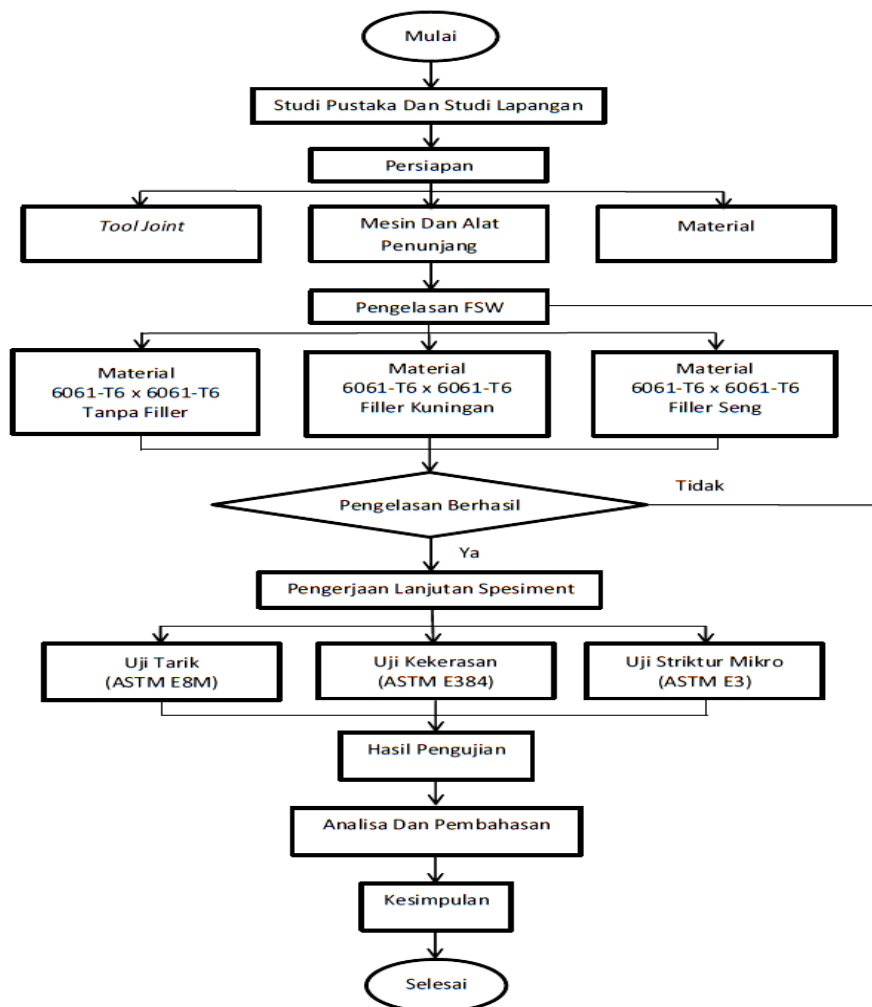 Mulai
Studi Pustaka Dan Studi Lapangan
Persiapan
Tool Joint
Mesin Dan Alat
Penunjang
Material
Pengelasan FSW
Material
6061-T6 x 6061-T6
Tanpa Filler
Material
6061-T6 x 6061-T6
Filler Kuningan
Material
6061-T6 x 6061-T6
Filler Seng
Pengelasan Berhasil
Tidak
Ya
Pengerjaan Lanjutan Spesiment
Uji Tarik
(ASTM E8M)
Uji Kekerasan
(ASTM E384)
Uji Striktur Mikro
(ASTM E3)
Hasil Pengujian
Analisa Dan Pembahasan
Kesimpulan
Selesai